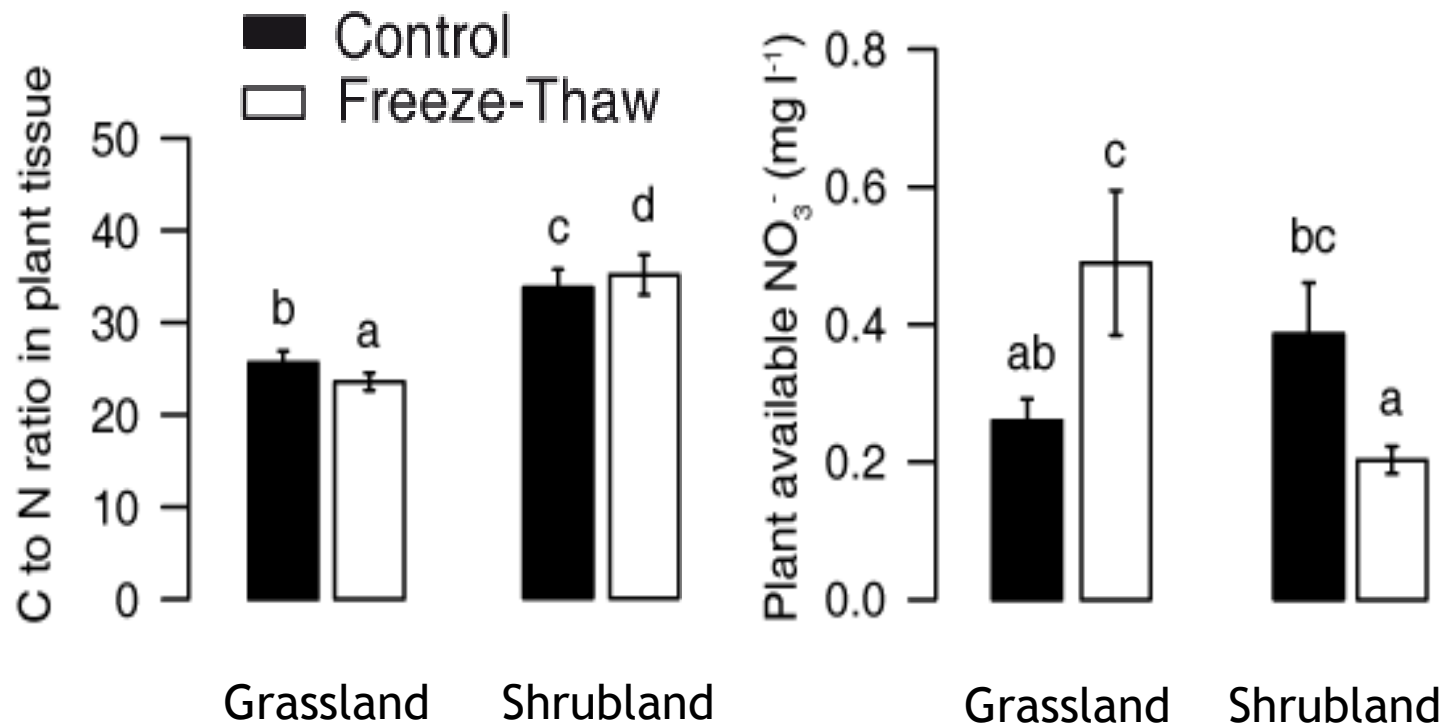 Control
Freeze-Thaw
C to N ratio in plant tissue
50
40
30
20
10
0
b
a
c
d
Grassland
Shrubland
Plant available NO₃⁻ (mg l⁻¹)
0.8
0.6
0.4
0.2
0.0
ab
c
bc
a
Grassland
Shrubland